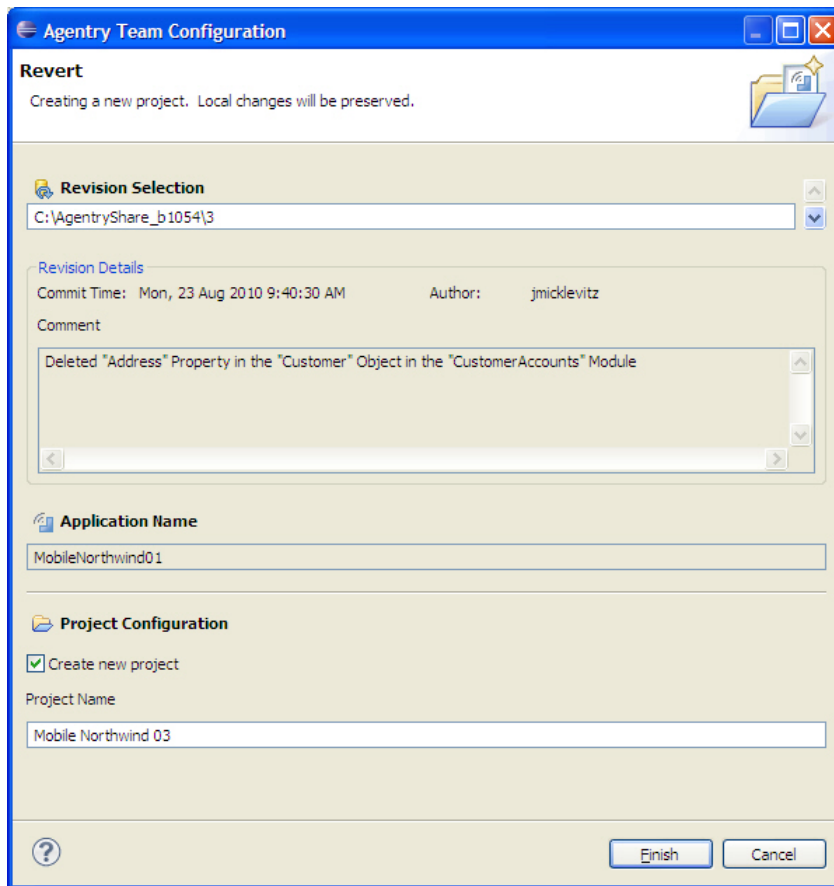 Agentry Team Configuration
Revert
Creating a new project. Local changes will be preserved.
Revision Selection
C:\AgentryShare_b1054\3
Revision Details
Commit Time: Mon, 23 Aug 2010 9:40:30 AM Author: jmicklevitz
Comment
Deleted "Address" Property in the "Customer" Object in the "CustomerAccounts" Module
Application Name
MobileNorthwind01
Project Configuration
Create new project
Project Name
Mobile Northwind 03
? Finish Cancel